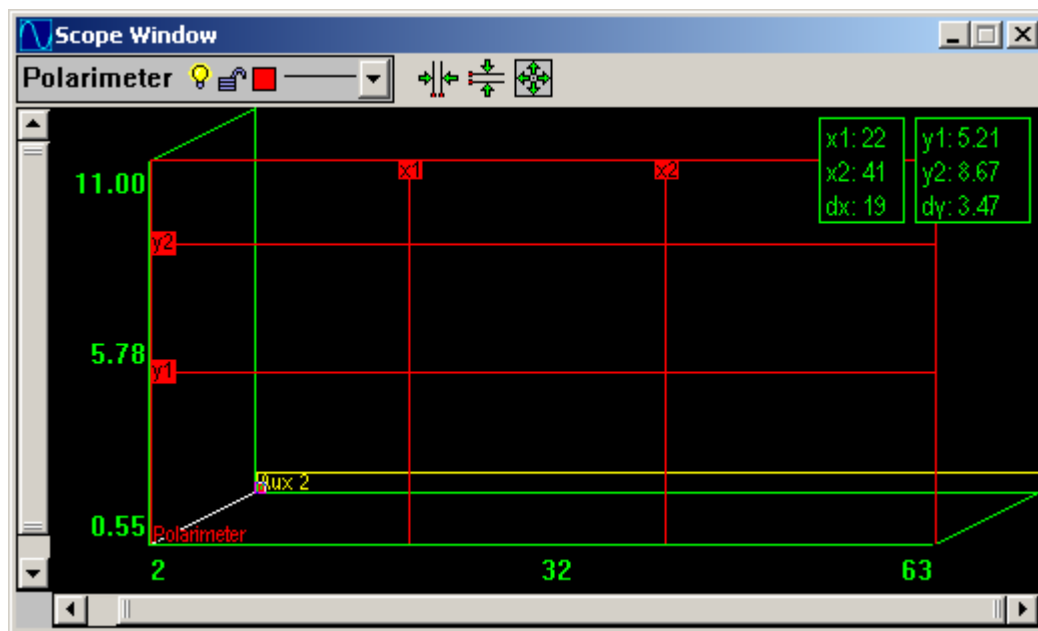 Scope Window
Polarimeter
x1: 22 y1: 5.21
x2: 41 y2: 8.67
dx: 19 dy: 3.47
x1 x2
11.00
y2
5.78
y1
Aux 2
0.55
Polarimeter
2 32 63